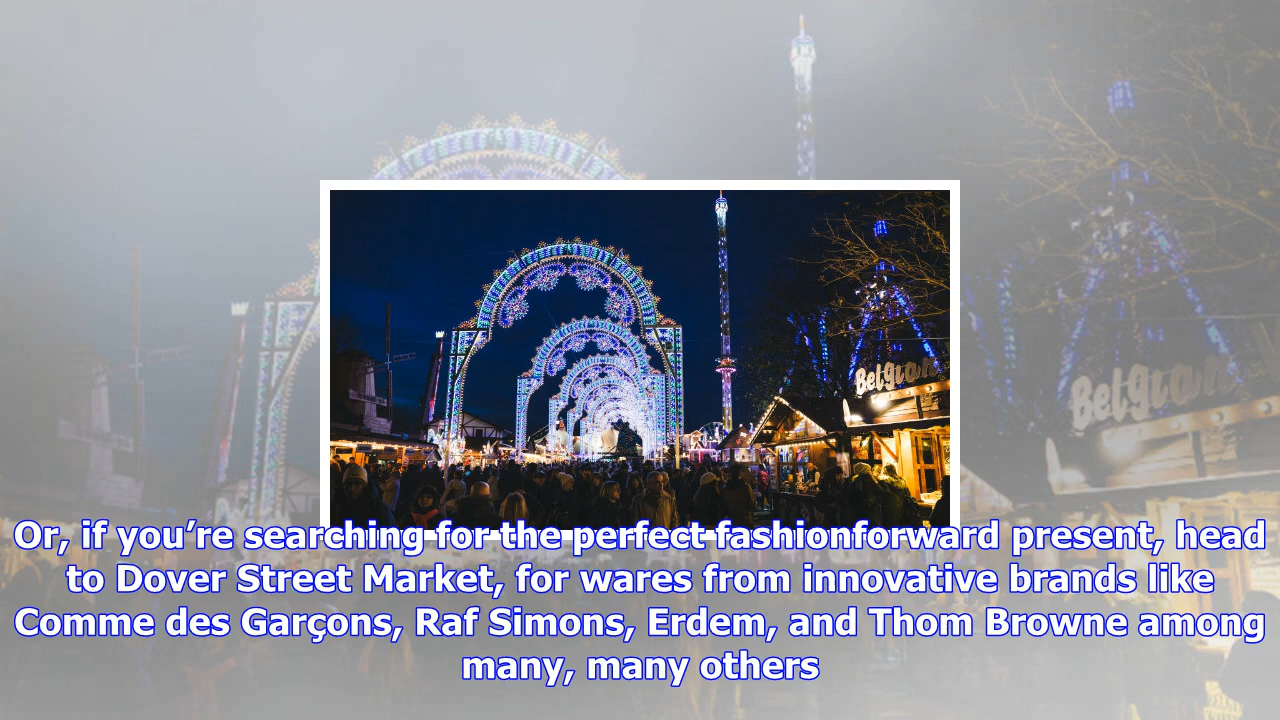 Belgian
Or, if you’re searching for the perfect fashionforward present, head
to Dover Street Market, for wares from innovative brands like
Comme des Garçons, Raf Simons, Erdem, and Thom Browne among
many, many others